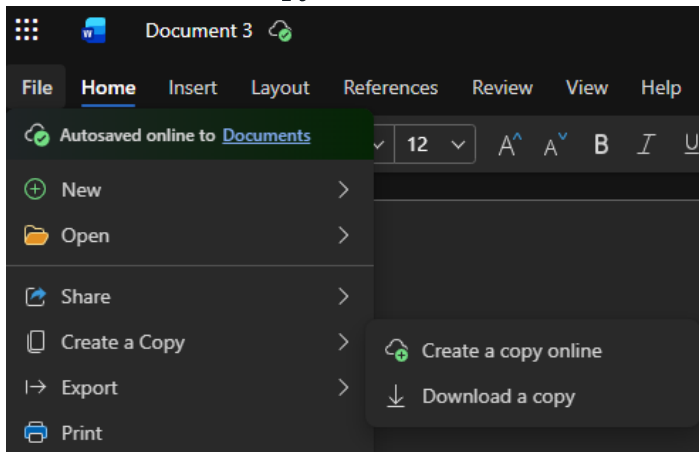 Document 3
File Home Insert Layout References Review View Help
Autosaved online to Documents
12 A^ A˅ B I U
New
Open
Share
Create a Copy
Create a copy online
Export
Download a copy
Print